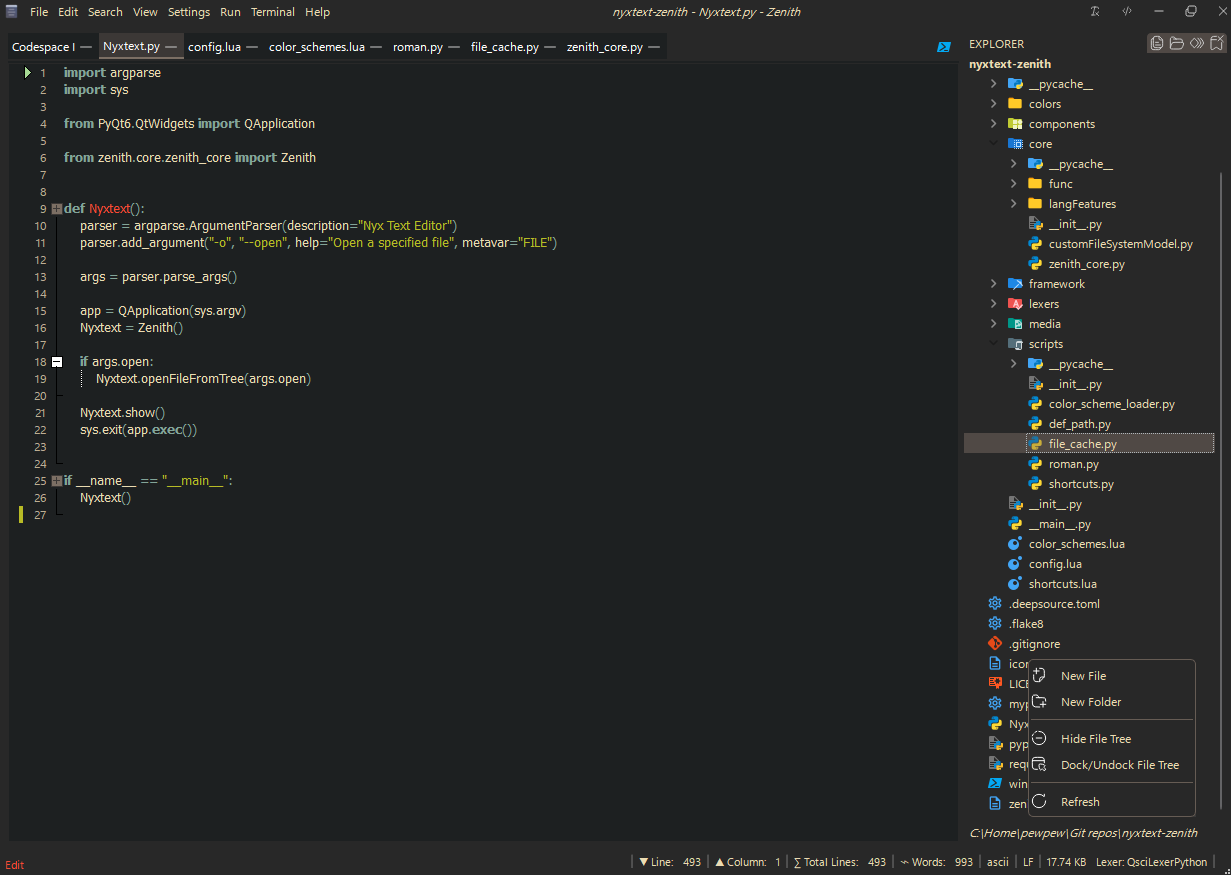 File Edit Search View Settings Run Terminal Help
nyxtext-zenith - Nyxtext.py - Zenith
Codespace I Nyxtext.py config.lua color_schemes.lua roman.py file_cache.py zenith_core.py
1 import argparse
2 import sys
3
4 from PyQt6.QtWidgets import QApplication
5
6 from zenith.core.zenith_core import Zenith
7
8
9 def Nyxtext():
10 parser = argparse.ArgumentParser(description="Nyx Text Editor")
11 parser.add_argument("-o", "--open", help="Open a specified file", metavar="FILE")
12
13 args = parser.parse_args()
14
15 app = QApplication(sys.argv)
16 Nyxtext = Zenith()
17
18 if args.open:
19 Nyxtext.openFileFromTree(args.open)
20
21 Nyxtext.show()
22 sys.exit(app.exec())
23
24
25 if __name__ == "__main__":
26 Nyxtext()
27
EXPLORER
nyxtext-zenith
__pycache__
colors
components
core
__pycache__
func
langFeatures
__init__.py
customFileSystemModel.py
zenith_core.py
framework
lexers
media
scripts
__pycache__
__init__.py
color_scheme_loader.py
def_path.py
file_cache.py
roman.py
shortcuts.py
__init__.py
__main__.py
color_schemes.lua
config.lua
shortcuts.lua
.deepsource.toml
.flake8
.gitignore
icon
LICE
myp
Nyx
pyp
requ
win
zen
New File
New Folder
Hide File Tree
Dock/Undock File Tree
Refresh
C:\Home\pewpew\Git repos\nyxtext-zenith
Edit
▼ Line: 493 ▲ Column: 1 ∑ Total Lines: 493 Words: 993 ascii LF 17.74 KB Lexer: QsciLexerPython